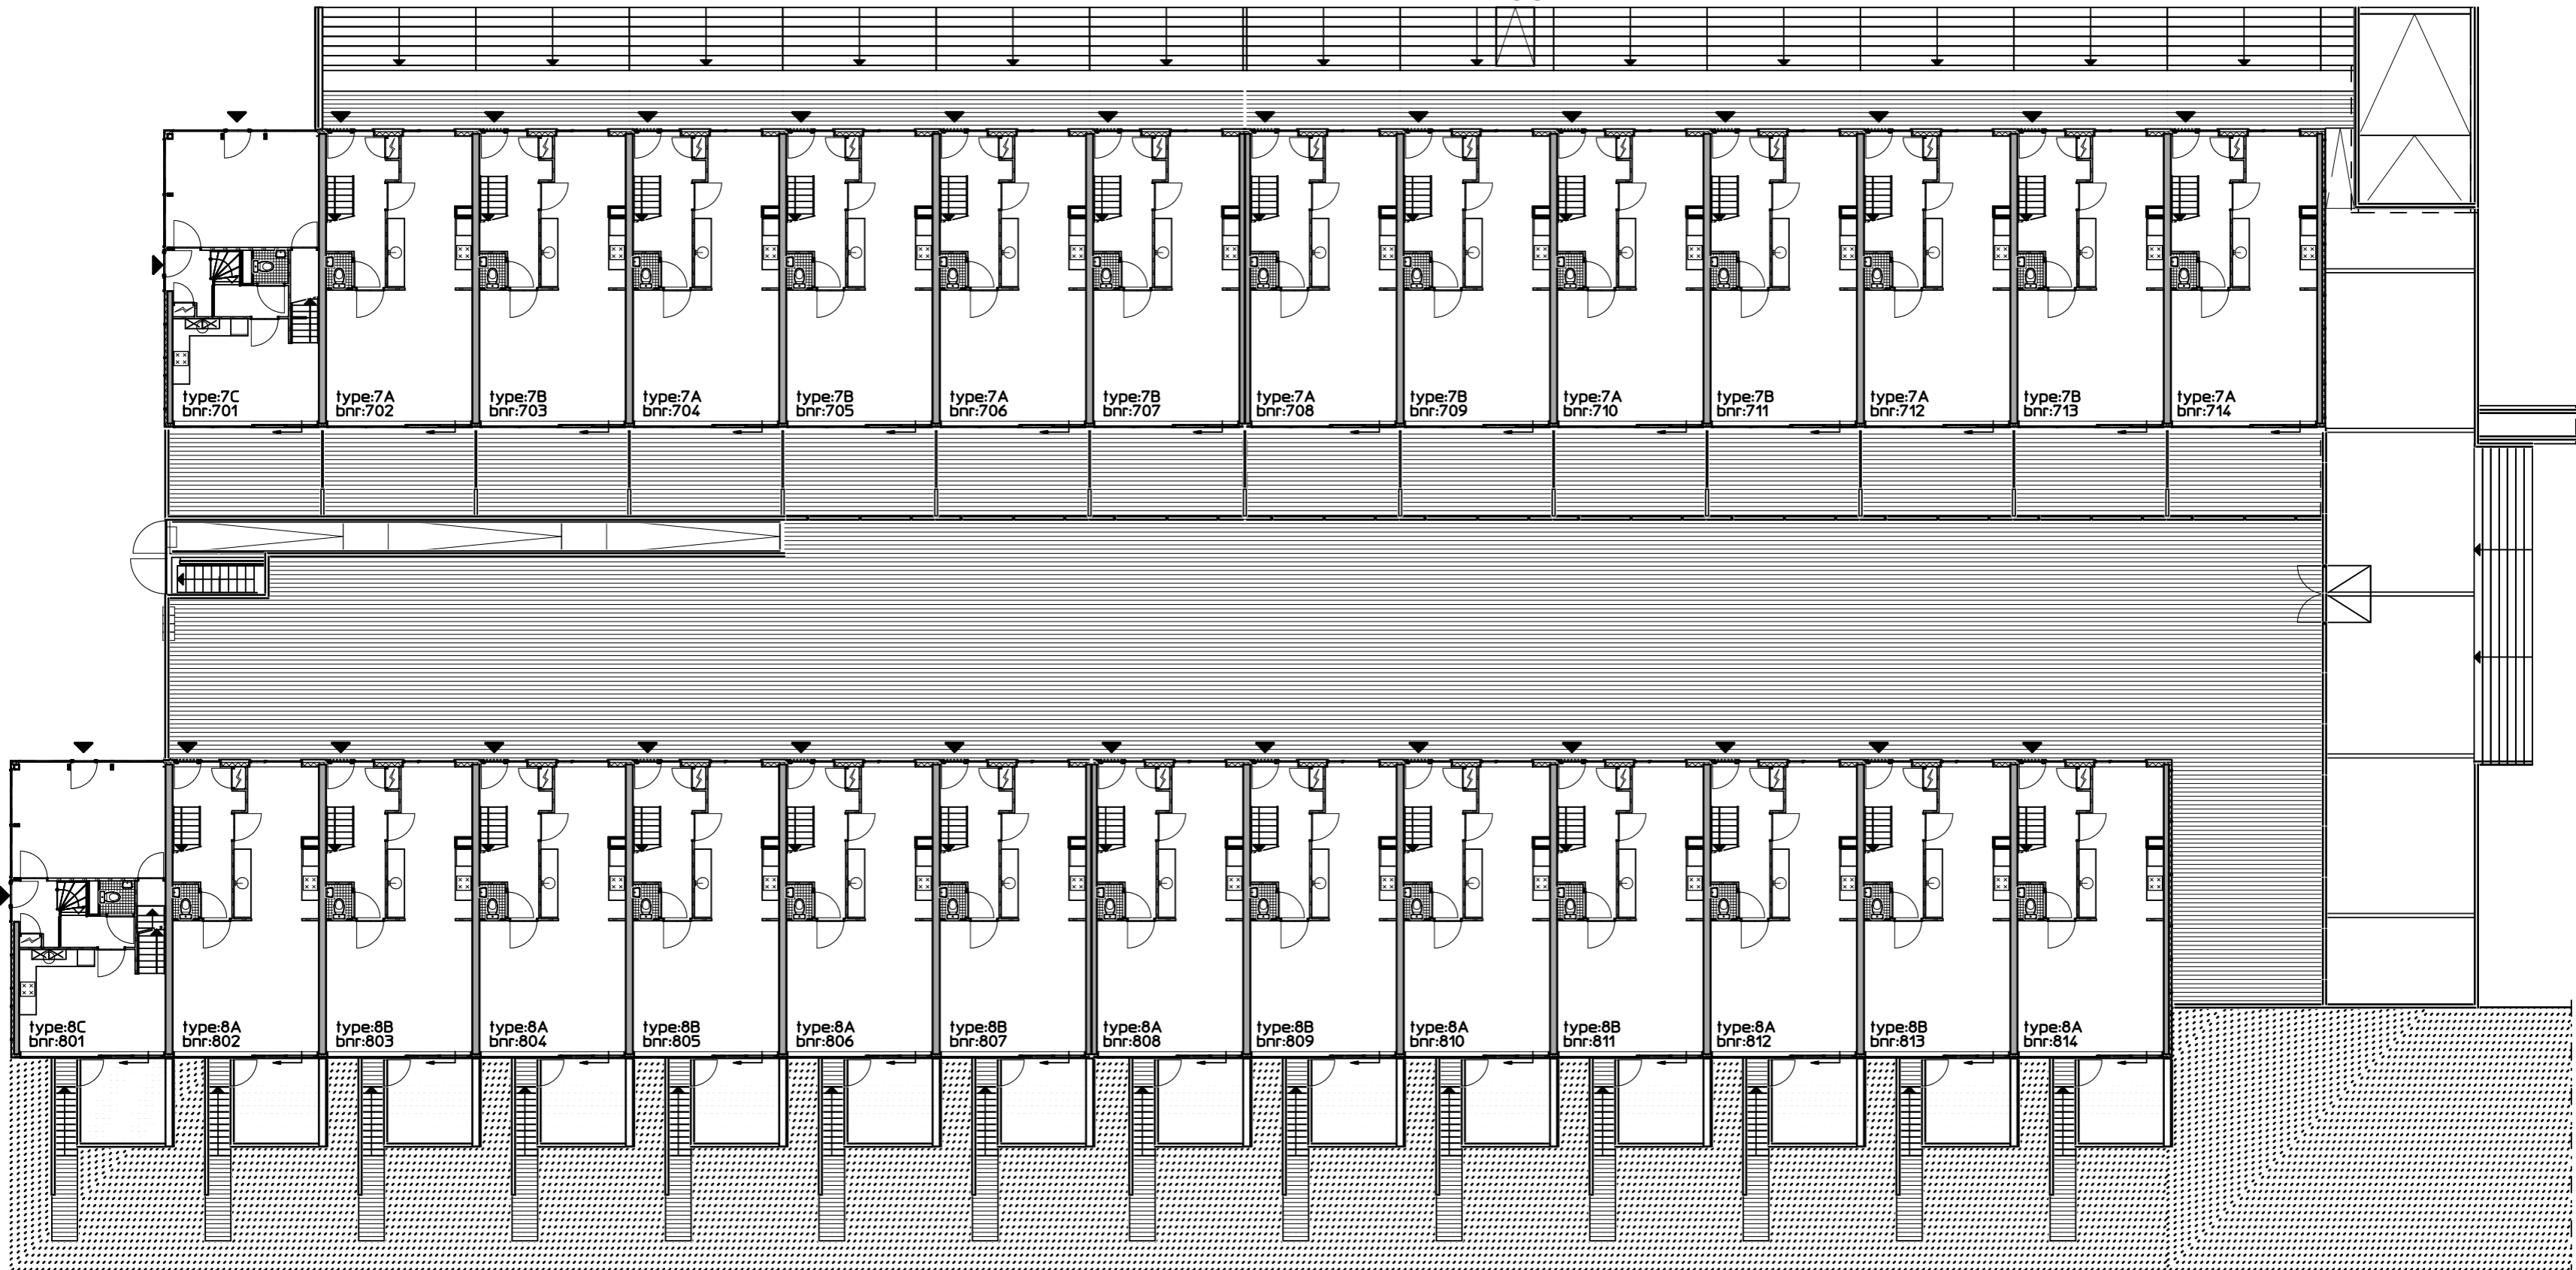 type:7C
bnr:701
type:7A
bnr:702
type:7B
bnr:703
type:7A
bnr:704
type:7B
bnr:705
type:7A
bnr:706
type:7B
bnr:707
type:7A
bnr:708
type:7B
bnr:709
type:7A
bnr:710
type:7B
bnr:711
type:7A
bnr:712
type:7B
bnr:713
type:7A
bnr:714
type:8C
bnr:801
type:8A
bnr:802
type:8B
bnr:803
type:8A
bnr:804
type:8B
bnr:805
type:8A
bnr:806
type:8B
bnr:807
type:8A
bnr:808
type:8B
bnr:809
type:8A
bnr:810
type:8B
bnr:811
type:8A
bnr:812
type:8B
bnr:813
type:8A
bnr:814